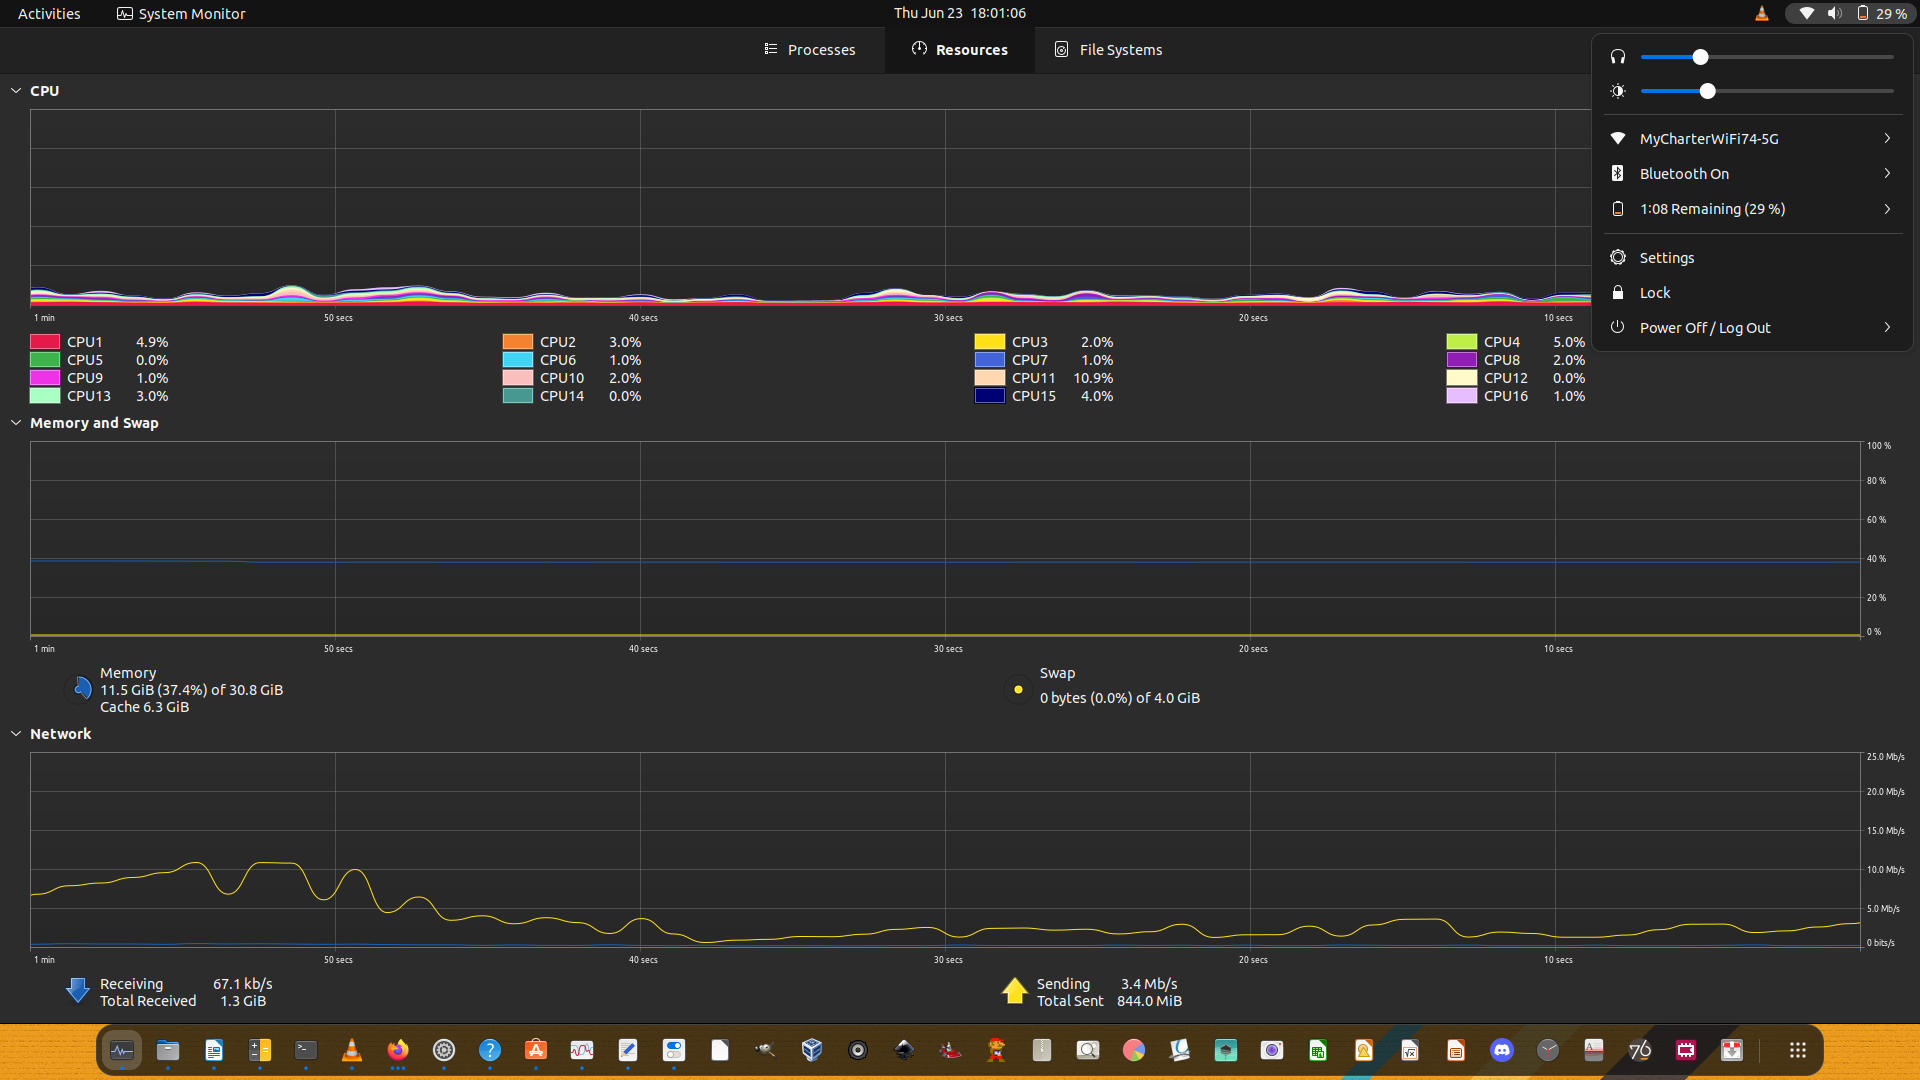 Activities
System Monitor
Thu Jun 23 18:01:06
29 %
Processes
Resources
File Systems
CPU
1 min 50 secs 40 secs 30 secs 20 secs 10 secs
CPU1 4.9% CPU2 3.0% CPU3 2.0% CPU4 5.0%
CPU5 0.0% CPU6 1.0% CPU7 1.0% CPU8 2.0%
CPU9 1.0% CPU10 2.0% CPU11 10.9% CPU12 0.0%
CPU13 3.0% CPU14 0.0% CPU15 4.0% CPU16 1.0%
MyCharterWiFi74-5G
Bluetooth On
1:08 Remaining (29 %)
Settings
Lock
Power Off / Log Out
Memory and Swap
100 %
80 %
60 %
40 %
20 %
0 %
1 min 50 secs 40 secs 30 secs 20 secs 10 secs
Memory
11.5 GiB (37.4%) of 30.8 GiB
Cache 6.3 GiB
Swap
0 bytes (0.0%) of 4.0 GiB
Network
25.0 Mb/s
20.0 Mb/s
15.0 Mb/s
10.0 Mb/s
5.0 Mb/s
0 bits/s
1 min 50 secs 40 secs 30 secs 20 secs 10 secs
Receiving 67.1 kb/s
Total Received 1.3 GiB
Sending 3.4 Mb/s
Total Sent 844.0 MiB
76